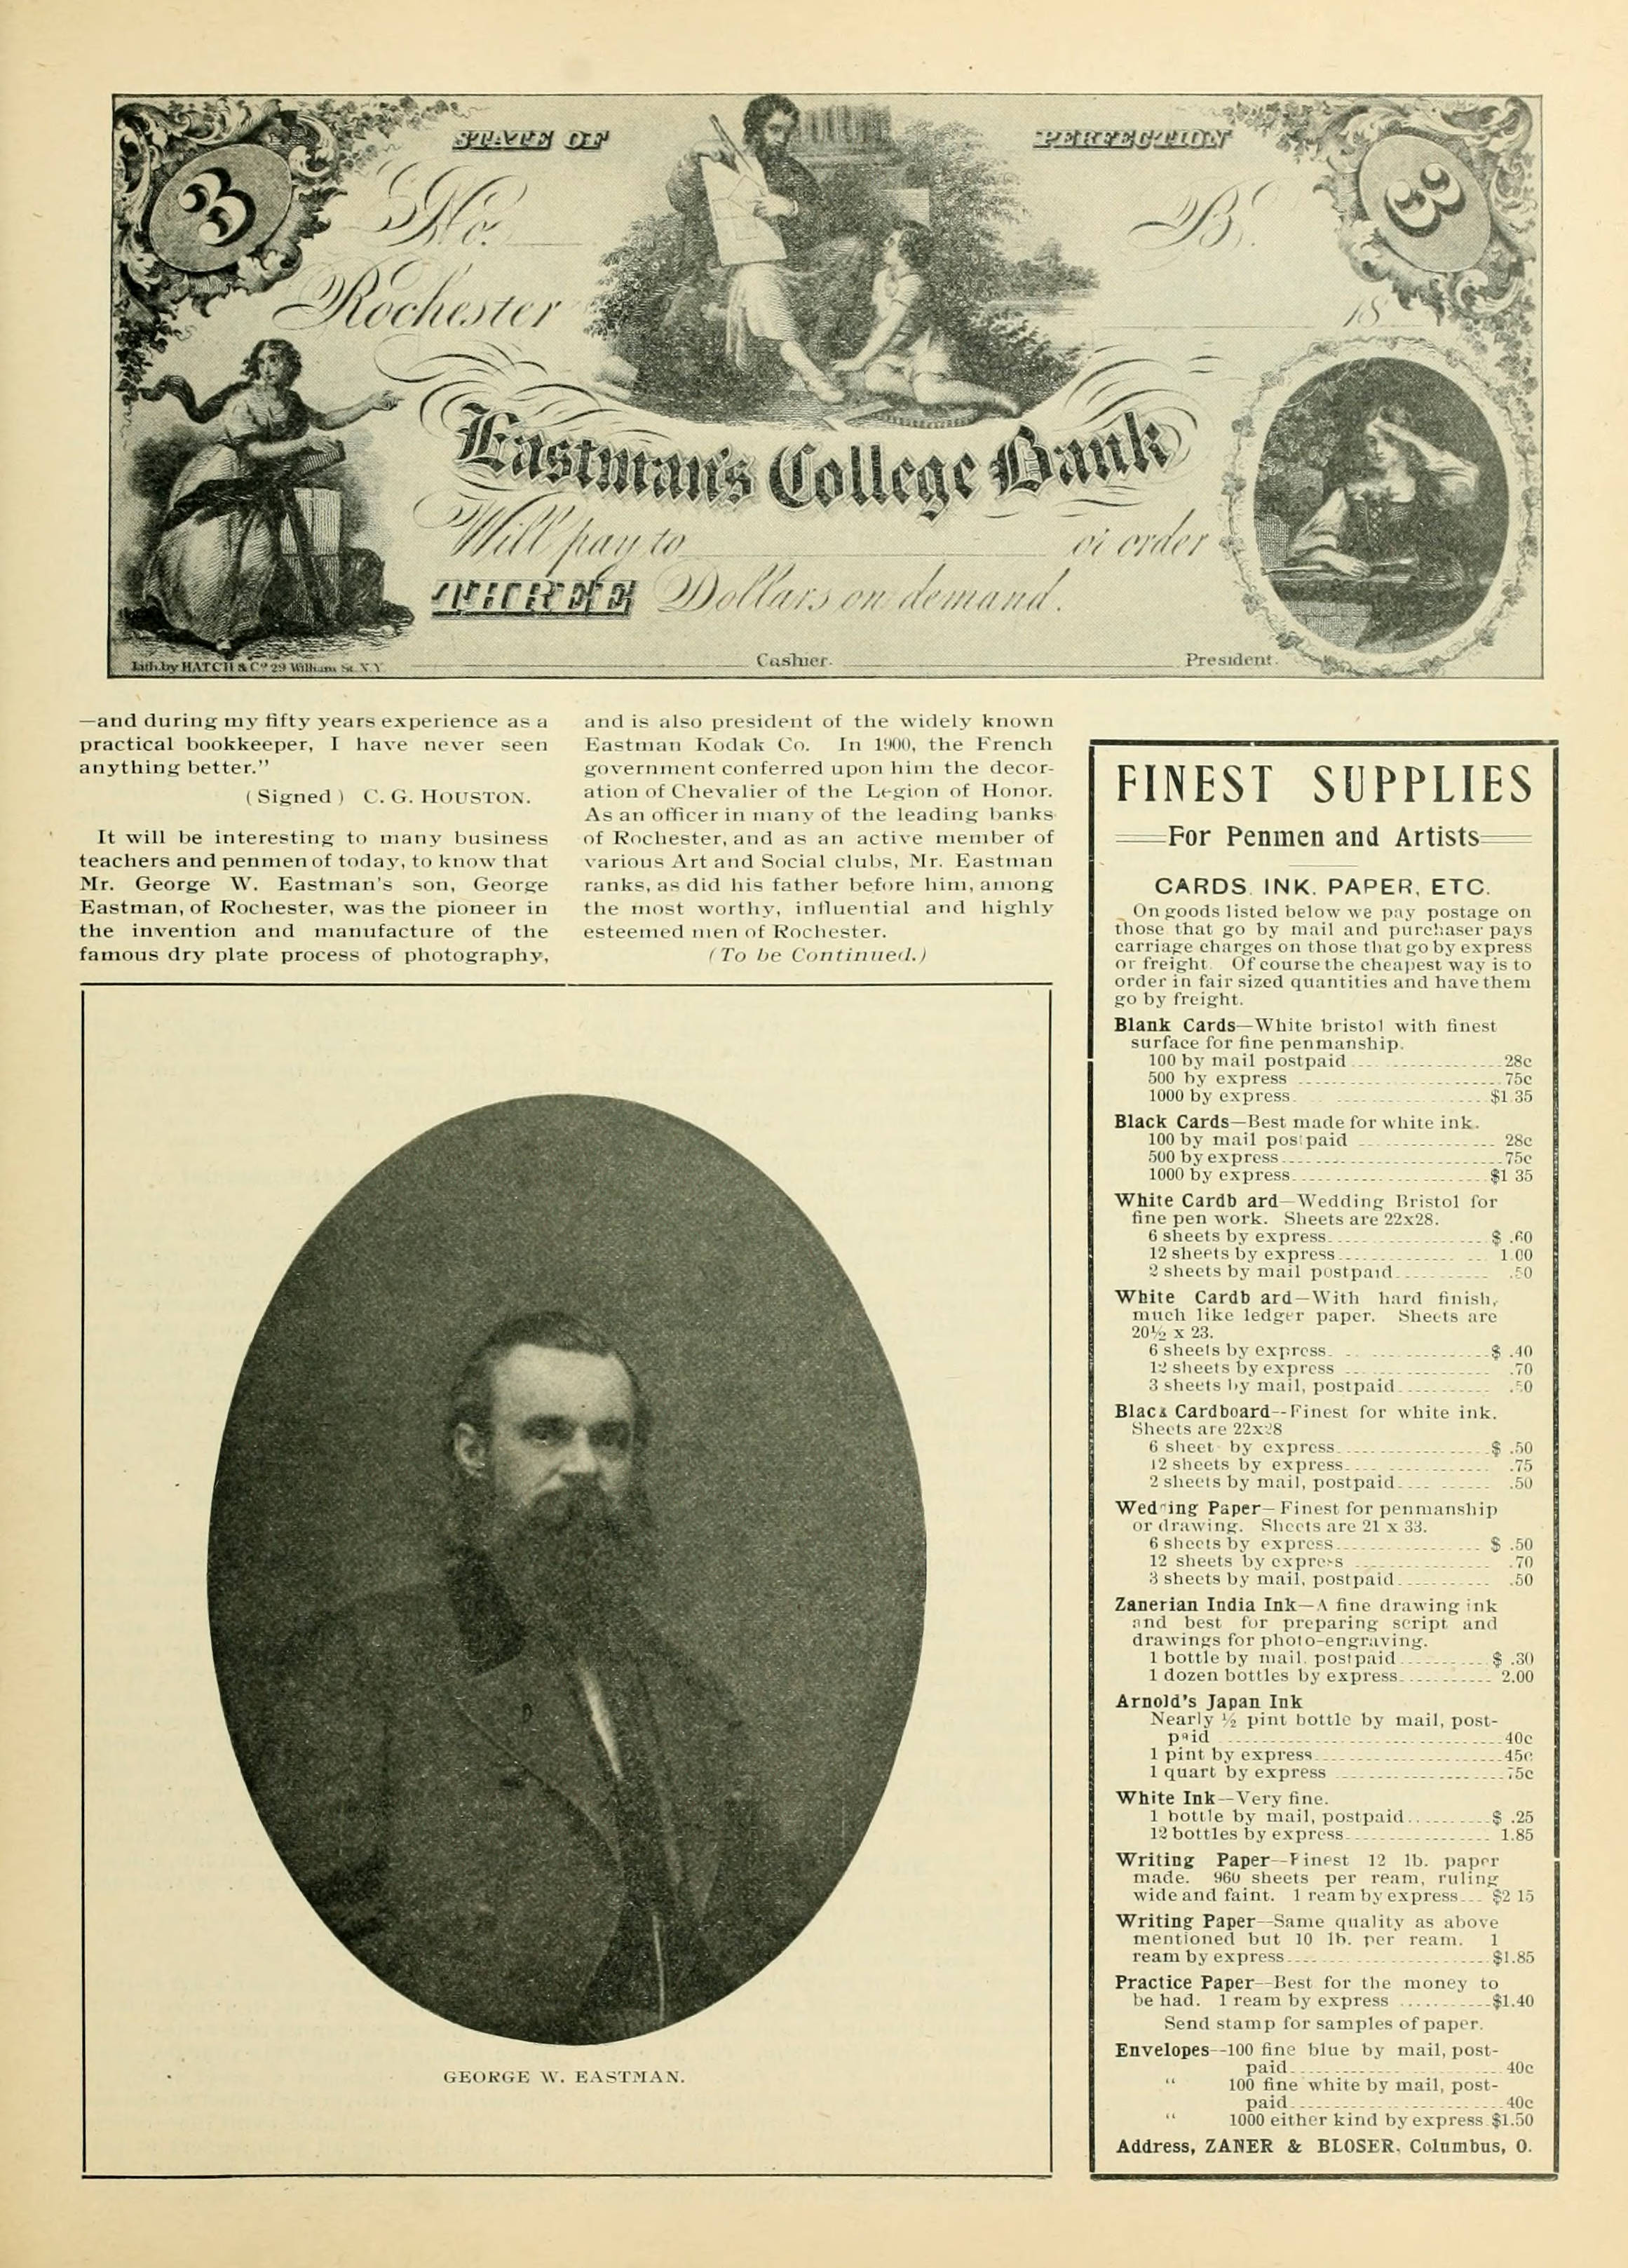 3
STATE OF PERFECTION
3
No. B.
Rochester 18
Eastman's College Bank
Will pay to or order
THREE Dollars on demand.
Lith. by HATCH & Co 29 William St. N.Y. Cashier. President.
—and during my fifty years experience as a
practical bookkeeper, I have never seen
anything better."
(Signed) C. G. HOUSTON.
It will be interesting to many business
teachers and penmen of today, to know that
Mr. George W. Eastman's son, George
Eastman, of Rochester, was the pioneer in
the invention and manufacture of the
famous dry plate process of photography,
and is also president of the widely known
Eastman Kodak Co. In 1900, the French
government conferred upon him the decor-
ation of Chevalier of the Legion of Honor.
As an officer in many of the leading banks
of Rochester, and as an active member of
various Art and Social clubs, Mr. Eastman
ranks, as did his father before him, among
the most worthy, influential and highly
esteemed men of Rochester.
(To be Continued.)
GEORGE W. EASTMAN.
FINEST SUPPLIES
For Penmen and Artists
CARDS, INK, PAPER, ETC.
On goods listed below we pay postage on
those that go by mail and purchaser pays
carriage charges on those that go by express
or freight. Of course the cheapest way is to
order in fair sized quantities and have them
go by freight.
Blank Cards—White bristol with finest
surface for fine penmanship.
100 by mail postpaid 28c
500 by express 75c
1000 by express $1 35
Black Cards—Best made for white ink.
100 by mail postpaid 28c
500 by express 75c
1000 by express $1 35
White Cardb ard—Wedding Bristol for
fine pen work. Sheets are 22x28.
6 sheets by express $ .60
12 sheets by express 1.00
2 sheets by mail postpaid .50
White Cardb ard—With hard finish,
much like ledger paper. Sheets are
20½ x 23.
6 sheets by express $ .40
12 sheets by express .70
3 sheets by mail, postpaid .50
Black Cardboard--Finest for white ink.
Sheets are 22x28
6 sheet by express $ .50
12 sheets by express .75
2 sheets by mail, postpaid .50
Wedding Paper—Finest for penmanship
or drawing. Sheets are 21 x 33.
6 sheets by express $ .50
12 sheets by express .70
3 sheets by mail, postpaid .50
Zanerian India Ink—A fine drawing ink
and best for preparing script and
drawings for photo-engraving.
1 bottle by mail, postpaid $ .30
1 dozen bottles by express 2.00
Arnold's Japan Ink
Nearly ½ pint bottle by mail, post-
paid 40c
1 pint by express 45c
1 quart by express 75c
White Ink—Very fine.
1 bottle by mail, postpaid $ .25
12 bottles by express 1.85
Writing Paper—Finest 12 lb. paper
made. 960 sheets per ream, ruling
wide and faint. 1 ream by express $2 15
Writing Paper—Same quality as above
mentioned but 10 lb. per ream. 1
ream by express $1.85
Practice Paper—Best for the money to
be had. 1 ream by express $1.40
Send stamp for samples of paper.
Envelopes--100 fine blue by mail, post-
paid 40c
" 100 fine white by mail, post-
paid 40c
" 1000 either kind by express $1.50
Address, ZANER & BLOSER, Columbus, O.